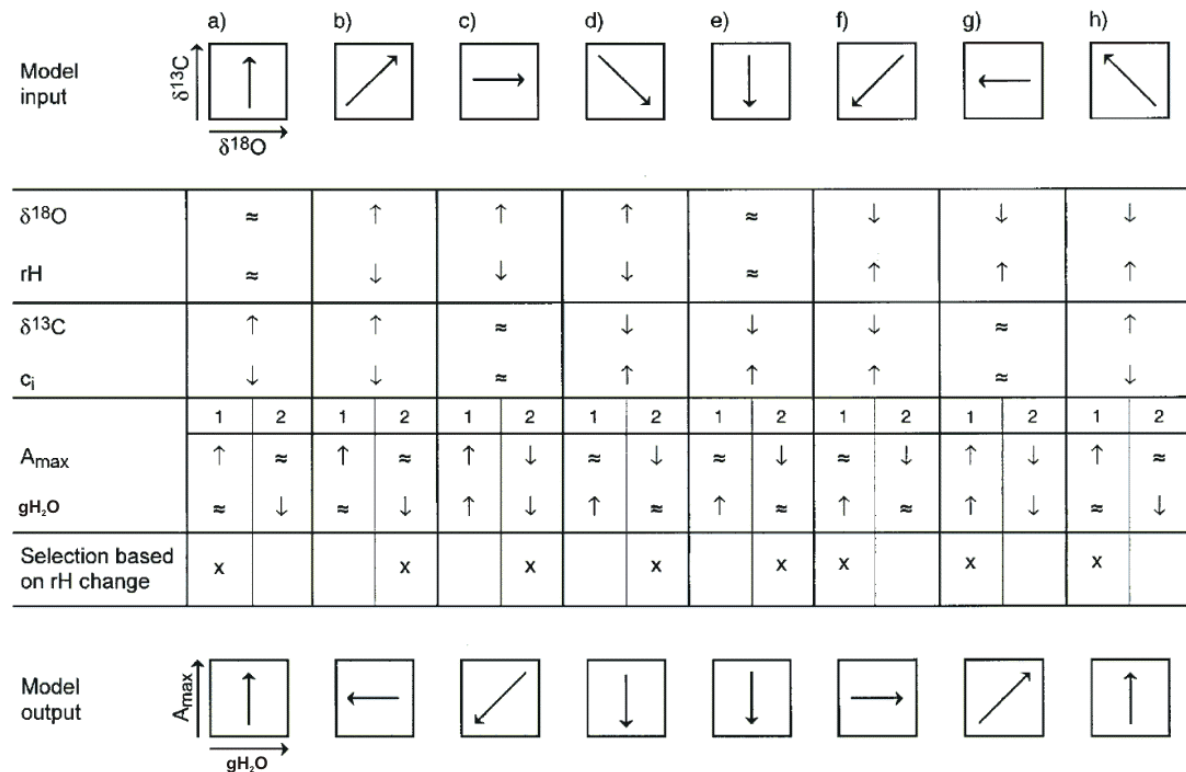 a) b) c) d) e) f) g) h)
Model
input
δ13C
δ18O
δ18O ≈ ↑ ↑ ↑ ≈ ↓ ↓ ↓
rH ≈ ↓ ↓ ↓ ≈ ↑ ↑ ↑
δ13C ↑ ↑ ≈ ↓ ↓ ↓ ≈ ↑
ci ↓ ↓ ≈ ↑ ↑ ↑ ≈ ↓
1 2 1 2 1 2 1 2 1 2 1 2 1 2 1 2
Amax ↑ ≈ ↑ ≈ ↑ ↓ ≈ ↓ ≈ ↓ ≈ ↓ ↑ ↓ ↑ ≈
gH2O ≈ ↓ ≈ ↓ ↑ ↓ ↑ ≈ ↑ ≈ ↑ ≈ ↑ ↓ ≈ ↓
Selection based
on rH change x x x x x x x x
Model
output
Amax
gH2O